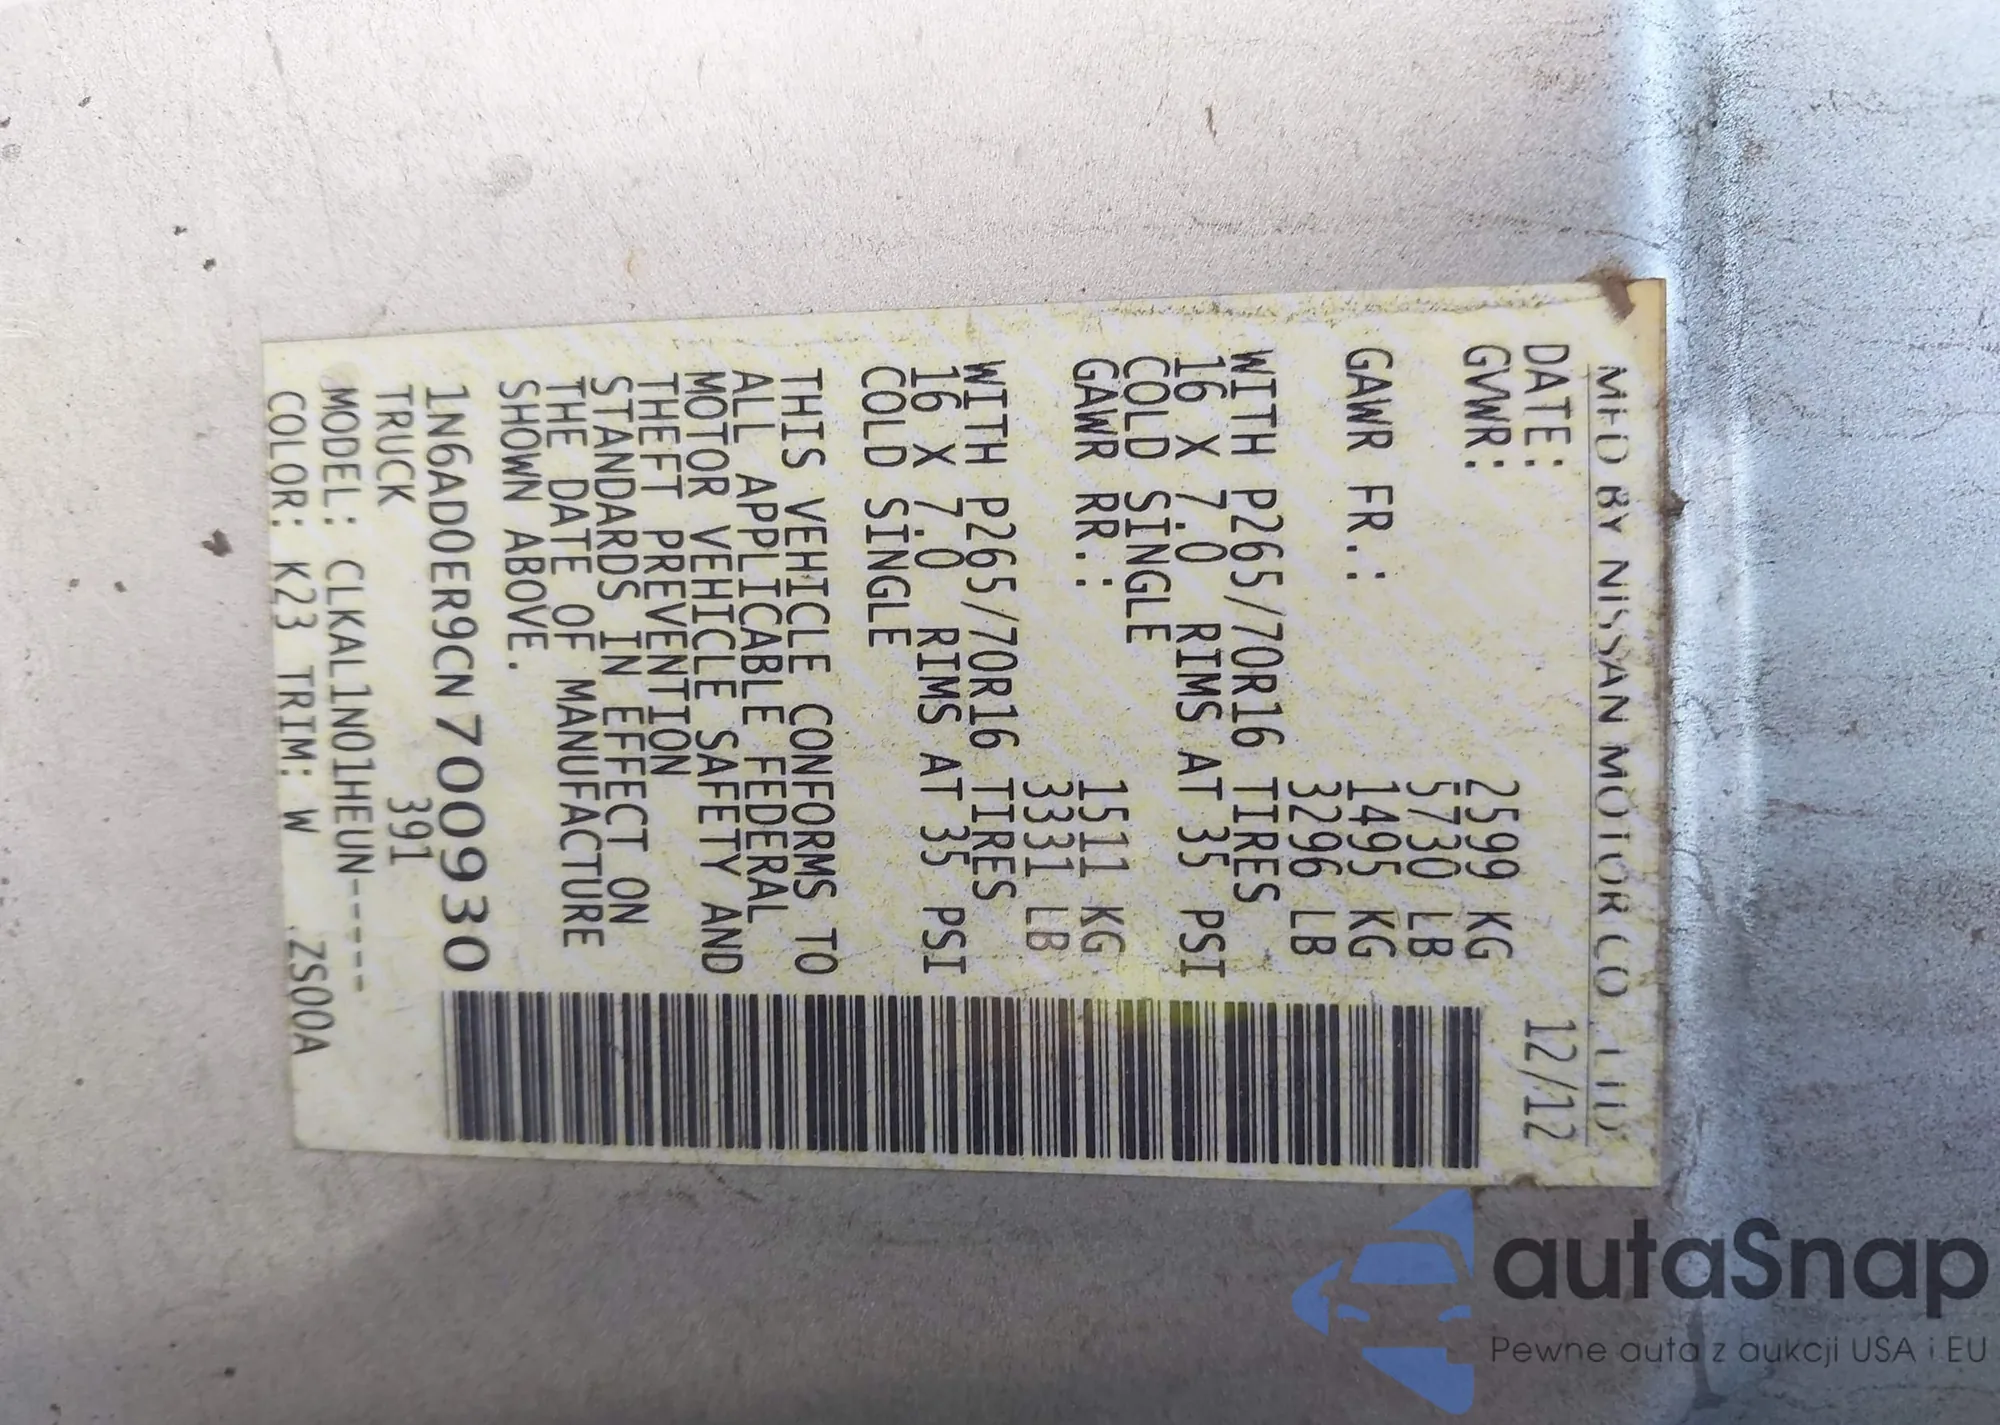 MFD BY NISSAN MOTOR CO., LTD.
DATE: 12/12
GVWR: 2599 KG
5730 LB
GAWR FR.: 1495 KG
3296 LB
WITH P265/70R16 TIRES
16 X 7.0 RIMS AT 35 PSI
COLD SINGLE
GAWR RR.: 1511 KG
3331 LB
WITH P265/70R16 TIRES
16 X 7.0 RIMS AT 35 PSI
COLD SINGLE
THIS VEHICLE CONFORMS TO
ALL APPLICABLE FEDERAL
MOTOR VEHICLE SAFETY AND
THEFT PREVENTION
STANDARDS IN EFFECT ON
THE DATE OF MANUFACTURE
SHOWN ABOVE.
1N6AD0ER9CN700930
TRUCK 391
MODEL: CLKAL1N01HEUN-----
COLOR: K23 TRIM: W .ZS00A
autaSnap
Pewne auta z aukcji USA i EU